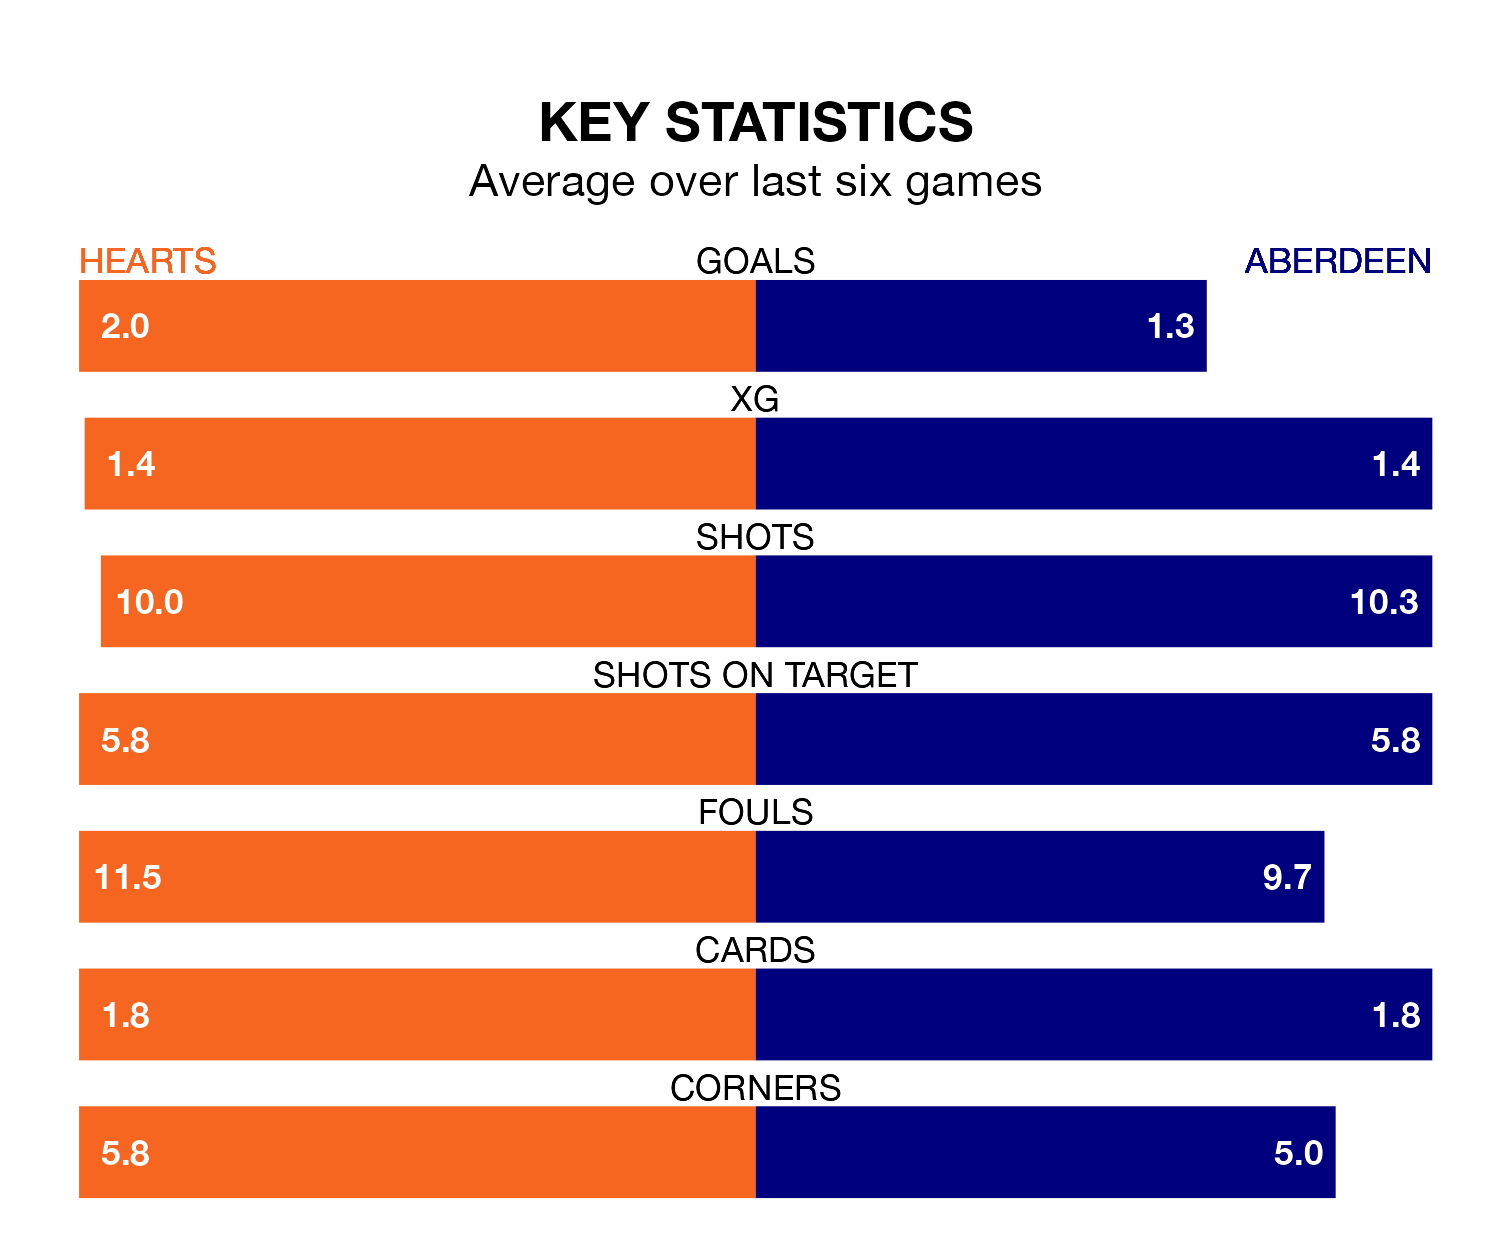 KEY STATISTICS
Average over last six games
HEARTS GOALS ABERDEEN
2.0 1.3
XG
1.4 1.4
SHOTS
10.0 10.3
SHOTS ON TARGET
5.8 5.8
FOULS
11.5 9.7
CARDS
1.8 1.8
CORNERS
5.8 5.0